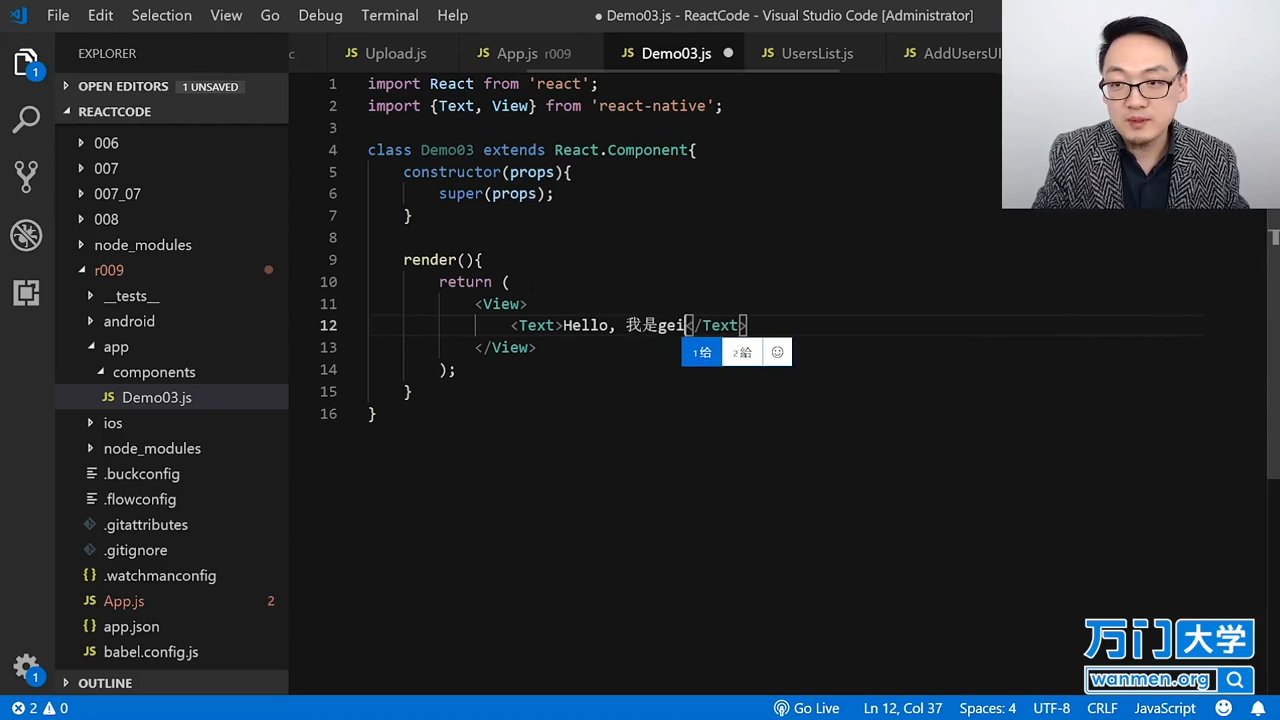 File Edit Selection View Go Debug Terminal Help
● Demo03.js - ReactCode - Visual Studio Code [Administrator]
EXPLORER
OPEN EDITORS 1 UNSAVED
REACTCODE
006
007
007_07
008
node_modules
r009
__tests__
android
app
components
JS Demo03.js
ios
node_modules
.buckconfig
.flowconfig
.gitattributes
.gitignore
{} .watchmanconfig
JS App.js 2
{} app.json
JS babel.config.js
OUTLINE
1
1
c JS Upload.js JS App.js r009 JS Demo03.js ● JS UsersList.js JS AddUsersUI
1 import React from 'react';
2 import {Text, View} from 'react-native';
3
4 class Demo03 extends React.Component{
5 constructor(props){
6 super(props);
7 }
8
9 render(){
10 return (
11 <View>
12 <Text>Hello, 我是gei</Text>
1 给 2 給
13 </View>
14 );
15 }
16 }
万门大学
wanmen.org
2 0 Go Live Ln 12, Col 37 Spaces: 4 UTF-8 CRLF JavaScript